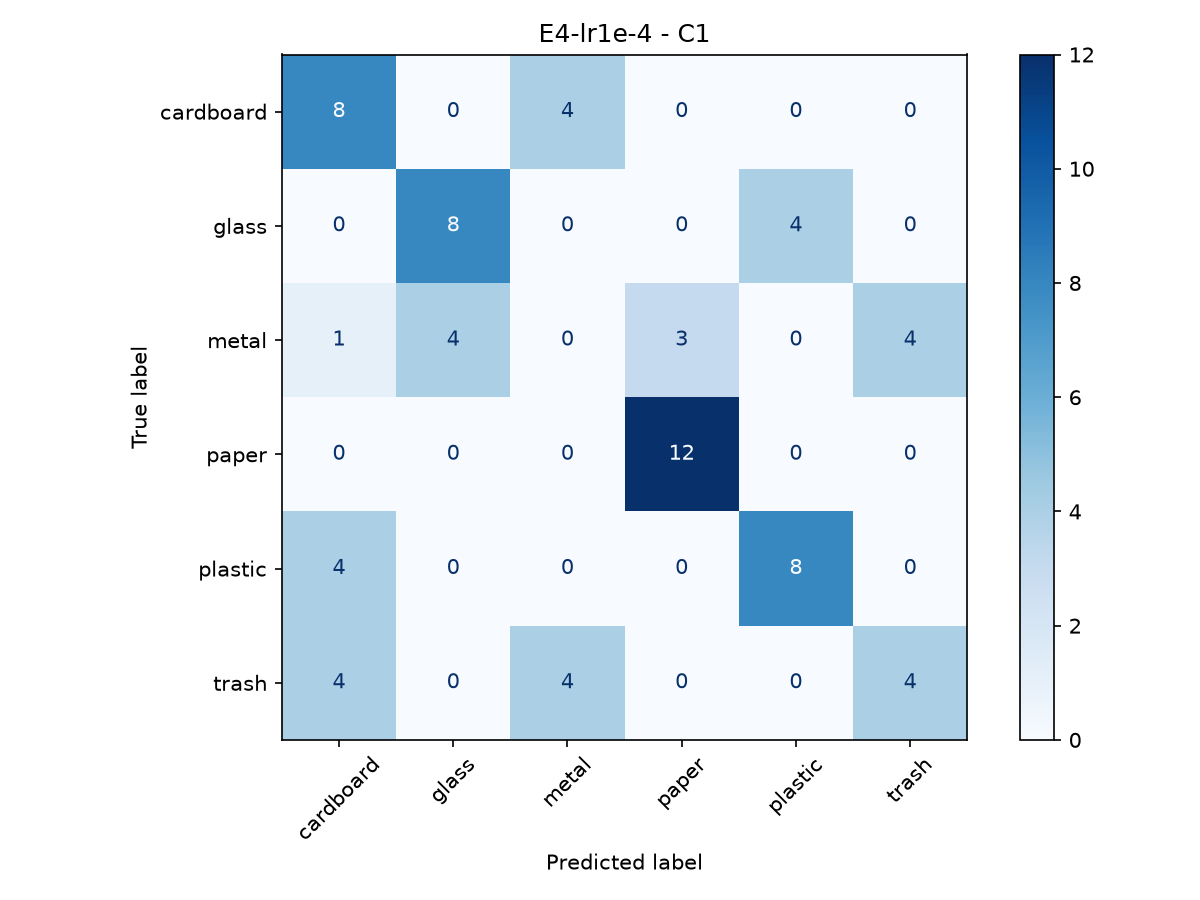 E4-lr1e-4 - C1
cardboard 8 0 4 0 0 0
glass 0 8 0 0 4 0
metal 1 4 0 3 0 4
paper 0 0 0 12 0 0
plastic 4 0 0 0 8 0
trash 4 0 4 0 0 4
cardboard glass metal paper plastic trash
True label
Predicted label
12
10
8
6
4
2
0